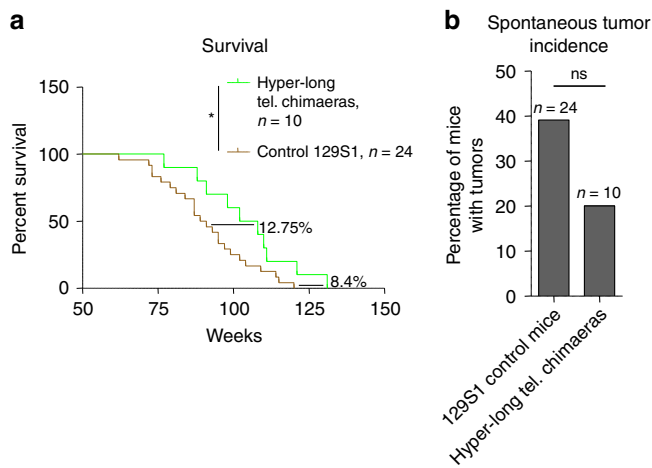 a
Survival
Percent survival
150
100
50
0
50
75
100
125
150
Weeks
Hyper-long
tel. chimaeras,
n = 10
*
Control 129S1, n = 24
12.75%
8.4%
b
Spontaneous tumor
incidence
Percentage of mice
with tumors
50
40
30
20
10
0
ns
n = 24
n = 10
129S1 control mice
Hyper-long tel. chimaeras